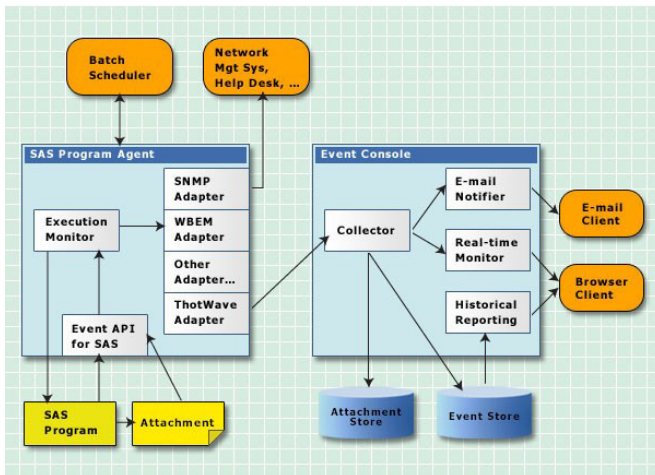 Batch
Scheduler
Network
Mgt Sys,
Help Desk, ...
SAS Program Agent
SNMP
Adapter
WBEM
Adapter
Other
Adapter...
ThotWave
Adapter
Execution
Monitor
Event API
for SAS
SAS
Program
Attachment
Event Console
Collector
E-mail
Notifier
Real-time
Monitor
Historical
Reporting
E-mail
Client
Browser
Client
Attachment
Store
Event Store